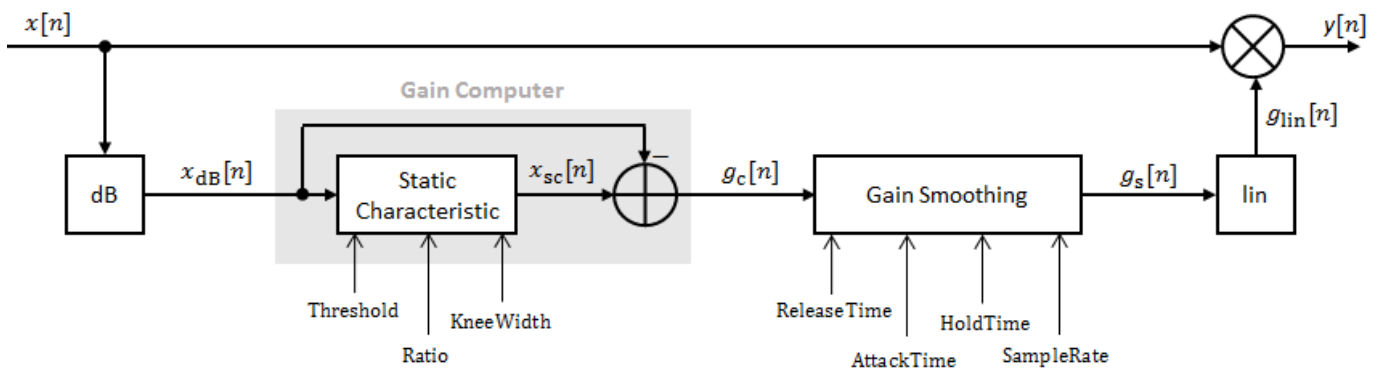 x[n]
y[n]
Gain Computer
g_lin[n]
dB
x_dB[n]
Static
Characteristic
x_sc[n]
−
g_c[n]
Gain Smoothing
g_s[n]
lin
Threshold
KneeWidth
Ratio
ReleaseTime
HoldTime
AttackTime
SampleRate